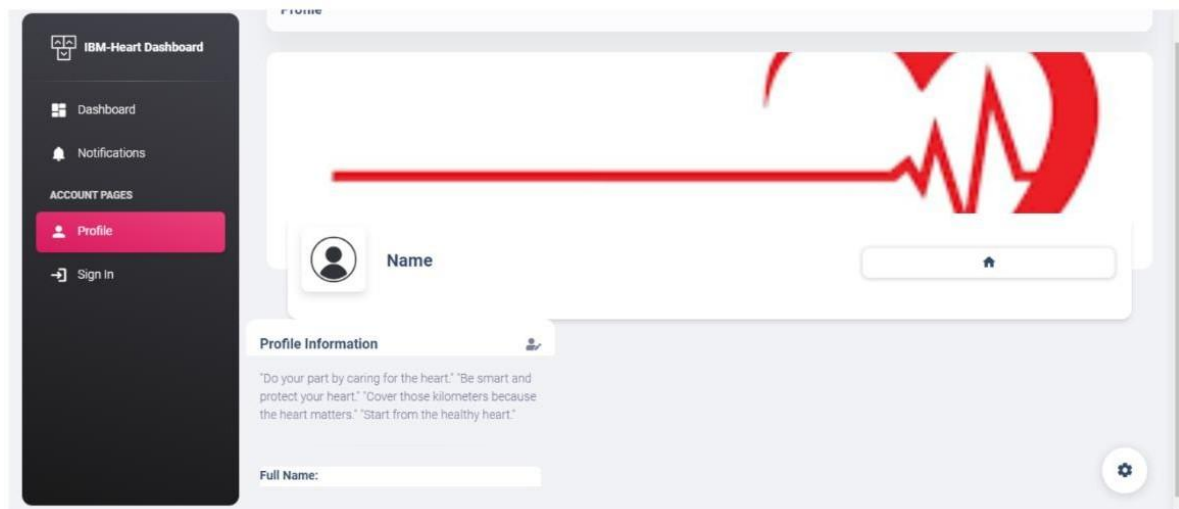 IBM-Heart Dashboard
Dashboard
Notifications
ACCOUNT PAGES
Profile
Sign In
Profile
Name
Profile Information
"Do your part by caring for the heart." "Be smart and
protect your heart." "Cover those kilometers because
the heart matters." "Start from the healthy heart."
Full Name: